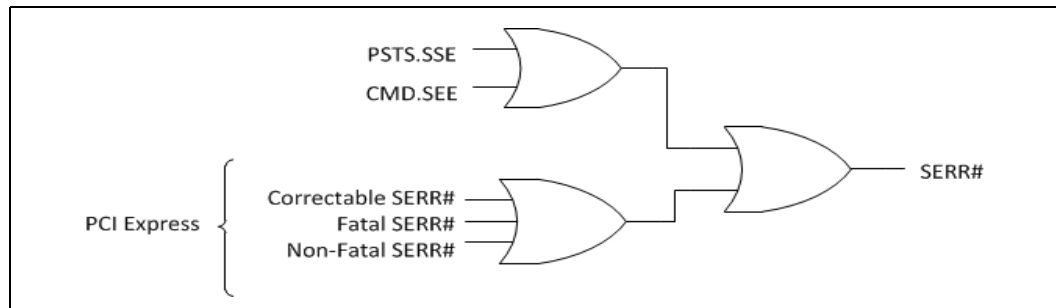 PSTS.SSE
CMD.SEE
SERR#
PCI Express
Correctable SERR#
Fatal SERR#
Non-Fatal SERR#